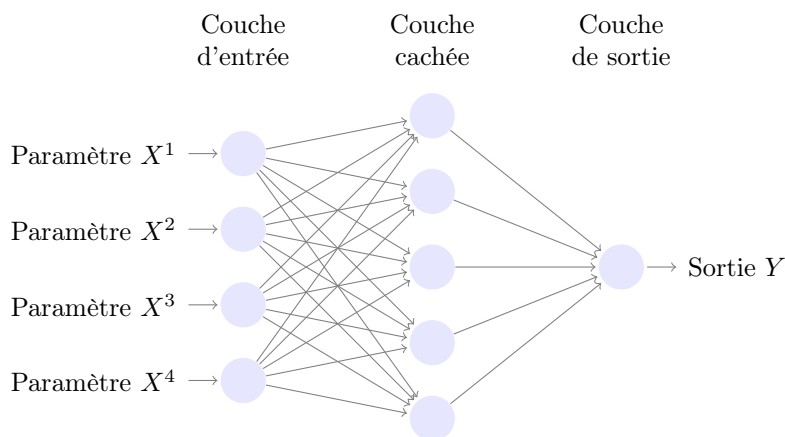 Couche
d'entrée
Couche
cachée
Couche
de sortie
Paramètre X¹
Paramètre X²
Paramètre X³
Paramètre X⁴
Sortie Y